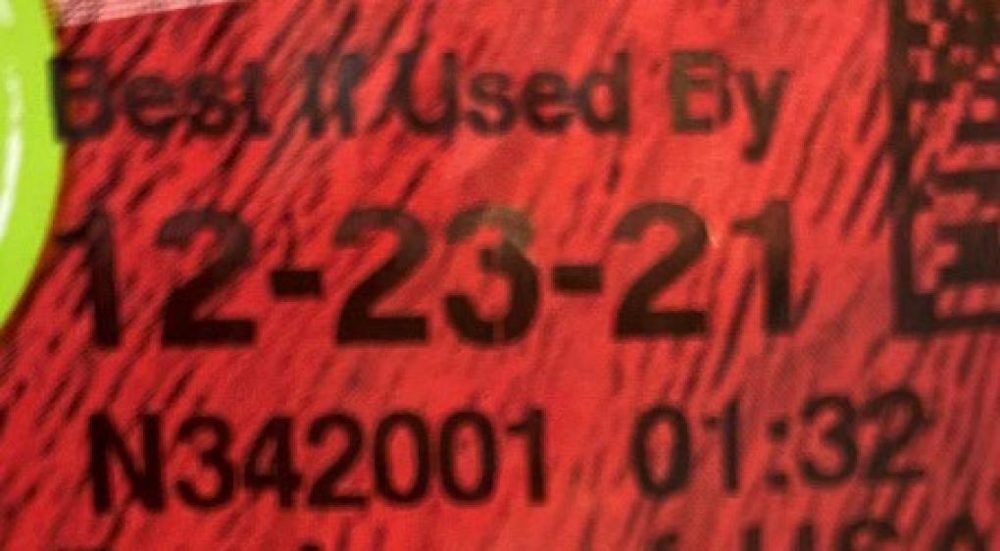 Best If Used By
12-23-21
N342001 01:32